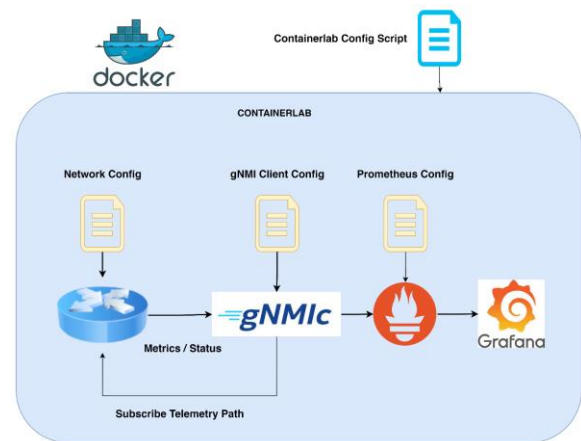 Containerlab Config Script
docker
CONTAINERLAB
Network Config
gNMI Client Config
Prometheus Config
gNMIc
Grafana
Metrics / Status
Subscribe Telemetry Path